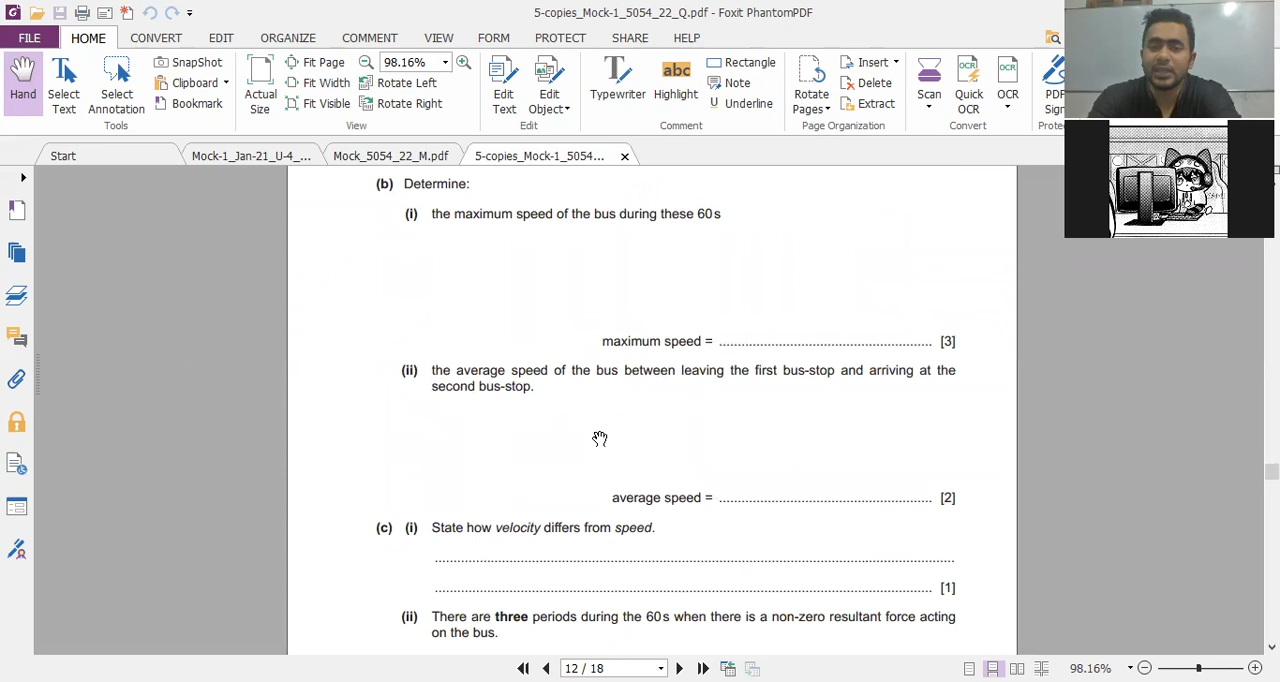 5-copies_Mock-1_5054_22_Q.pdf - Foxit PhantomPDF
FILE HOME CONVERT EDIT ORGANIZE COMMENT VIEW FORM PROTECT SHARE HELP
Hand
Select Text
Select Annotation
SnapShot
Clipboard
Bookmark
Tools
Actual Size
Fit Page
Fit Width
Fit Visible
98.16%
Rotate Left
Rotate Right
View
Edit Text
Edit Object
Edit
Typewriter
abc
Highlight
Rectangle
Note
Underline
Comment
Rotate Pages
Insert
Delete
Extract
Page Organization
Scan
OCR
Quick OCR
OCR
OCR
Convert
PDF Sign
Prote
Start
Mock-1_Jan-21_U-4_...
Mock_5054_22_M.pdf
5-copies_Mock-1_5054...
(b) Determine:
(i) the maximum speed of the bus during these 60 s
maximum speed = ................................................... [3]
(ii) the average speed of the bus between leaving the first bus-stop and arriving at the
second bus-stop.
average speed = ................................................... [2]
(c) (i) State how velocity differs from speed.
..........................................................................................................................
..................................................................................................................... [1]
(ii) There are three periods during the 60 s when there is a non-zero resultant force acting
on the bus.
12 / 18
98.16%